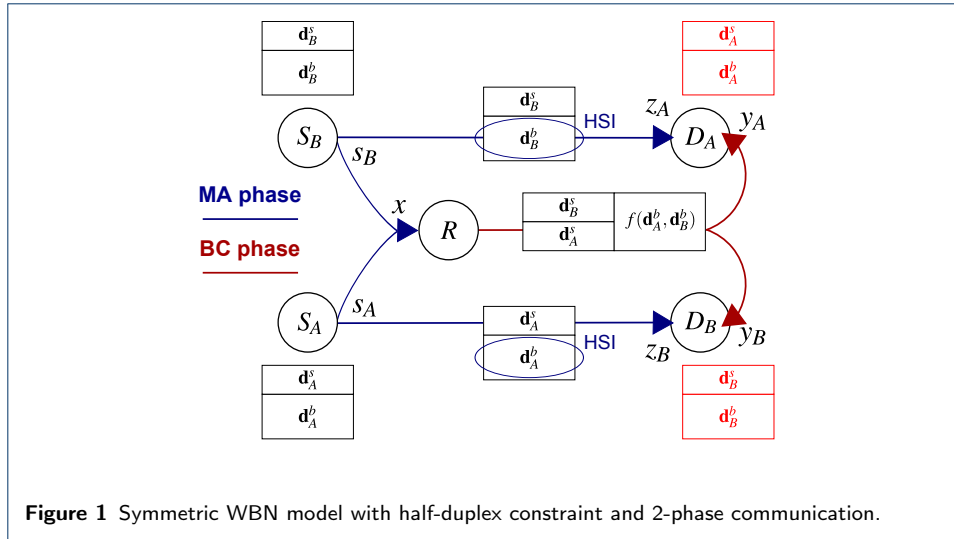 d_B^s d_A^s
d_B^b d_A^b
d_B^s
S_B s_B d_B^b HSI z_A D_A y_A
MA phase
BC phase
x R d_B^s d_A^s f(d_A^b, d_B^b)
S_A s_A d_A^s
d_A^b HSI z_B D_B y_B
d_A^s d_B^s
d_A^b d_B^b
Figure 1 Symmetric WBN model with half-duplex constraint and 2-phase communication.